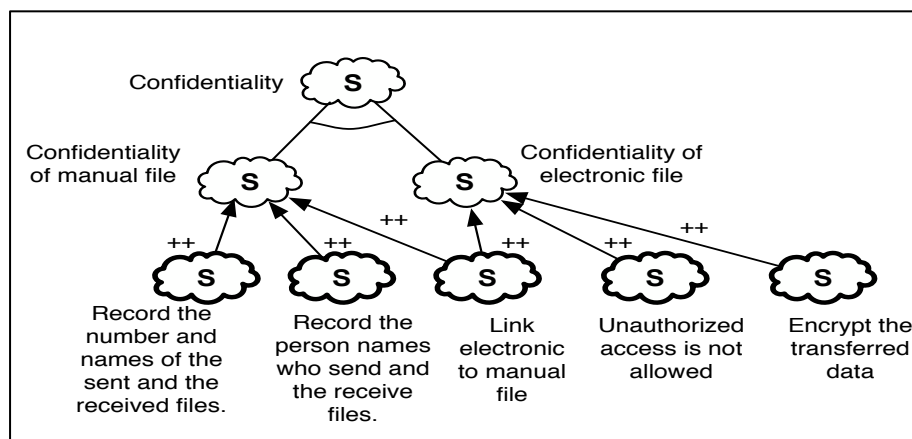 Confidentiality
S
Confidentiality
of manual file
S
S
Confidentiality of
electronic file
++
++
++
++
++
++
S
S
S
S
S
Record the
number and
names of the
sent and the
received files.
Record the
person names
who send and
the receive
files.
Link
electronic
to manual
file
Unauthorized
access is not
allowed
Encrypt the
transferred
data